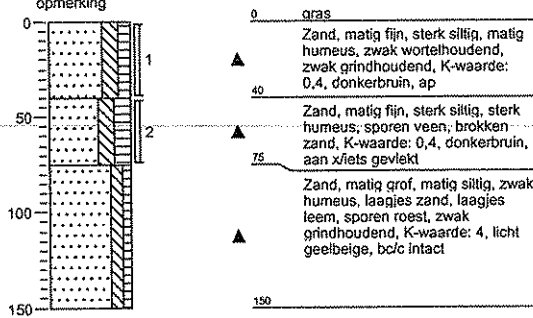 opmerking
0
50
100
150
1
2
0 gras
Zand, matig fijn, sterk siltig, matig
humeus, zwak wortelhoudend,
zwak grindhoudend, K-waarde:
0,4, donkerbruin, ap
40
Zand, matig fijn, sterk siltig, sterk
humeus, sporen veen, brokken
zand, K-waarde: 0,4, donkerbruin,
aan x/iets gevlekt
75
Zand, matig grof, matig siltig, zwak
humeus, laagjes zand, laagjes
leem, sporen roest, zwak
grindhoudend, K-waarde: 4, licht
geelbeige, bc/c intact
150